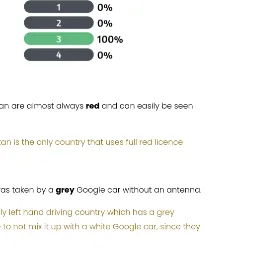 1 0%
2 0%
3 100%
4 0%
an are almost always red and can easily be seen
an is the only country that uses full red licence
as taken by a grey Google car without an antenna.
ly left hand driving country which has a grey
to not mix it up with a white Google car, since they